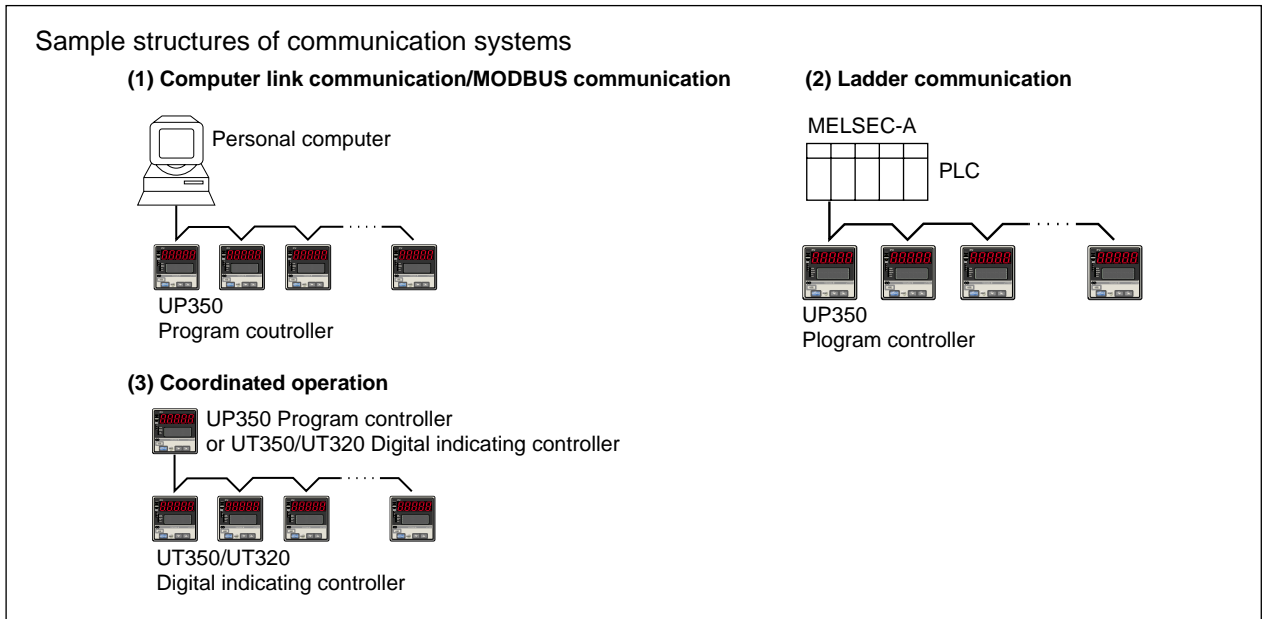 Sample structures of communication systems
(1) Computer link communication/MODBUS communication
Personal computer
UP350
Program coutroller
(2) Ladder communication
MELSEC-A
PLC
UP350
Plogram controller
(3) Coordinated operation
UP350 Program controller
or UT350/UT320 Digital indicating controller
UT350/UT320
Digital indicating controller